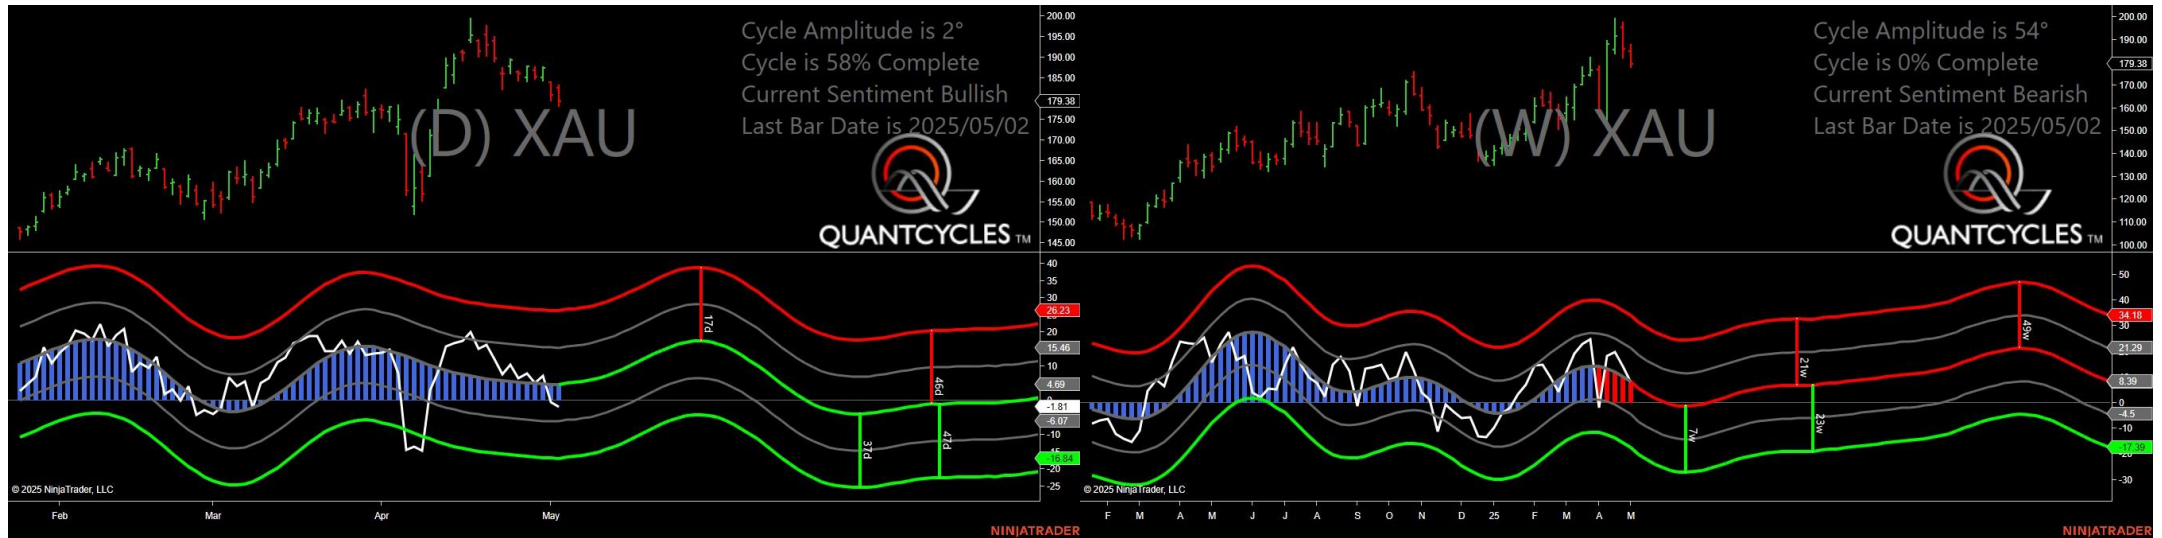 Cycle Amplitude is 2°
Cycle is 58% Complete
Current Sentiment Bullish
Last Bar Date is 2025/05/02
(D) XAU
QUANTCYCLES TM
200.00
195.00
190.00
185.00
179.38
175.00
170.00
165.00
160.00
155.00
150.00
145.00
40
35
30
26.23
20
15.46
10
4.69
0
-1.81
-6.07
-10
-16.84
-20
-25
17d
37d
46d
47d
© 2025 NinjaTrader, LLC
Feb Mar Apr May
NINJATRADER
Cycle Amplitude is 54°
Cycle is 0% Complete
Current Sentiment Bearish
Last Bar Date is 2025/05/02
(W) XAU
QUANTCYCLES TM
200.00
190.00
179.38
170.00
160.00
150.00
140.00
130.00
120.00
110.00
100.00
50
40
34.18
30
21.29
8.39
0
-4.5
-10
-17.39
-30
7w
21w
23w
49w
© 2025 NinjaTrader, LLC
F M A M J J A S O N D 25 F M A M
NINJATRADER